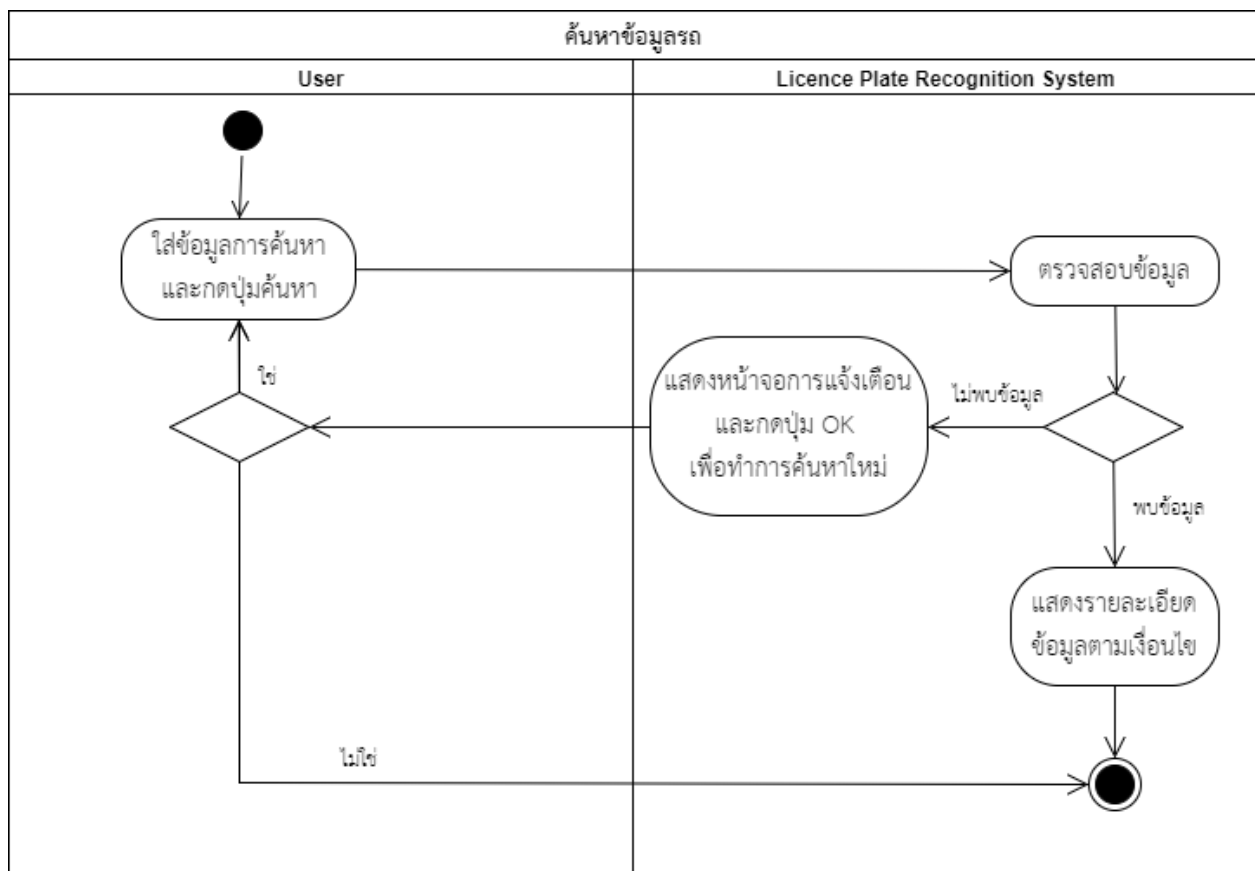 ค้นหาข้อมูลรถ
User
Licence Plate Recognition System
ใส่ข้อมูลการค้นหา
และกดปุ่มค้นหา
ตรวจสอบข้อมูล
แสดงหน้าจอการแจ้งเตือน
และกดปุ่ม OK
เพื่อทำการค้นหาใหม่
ไม่พบข้อมูล
ใช่
พบข้อมูล
แสดงรายละเอียด
ข้อมูลตามเงื่อนไข
ไม่ใช่